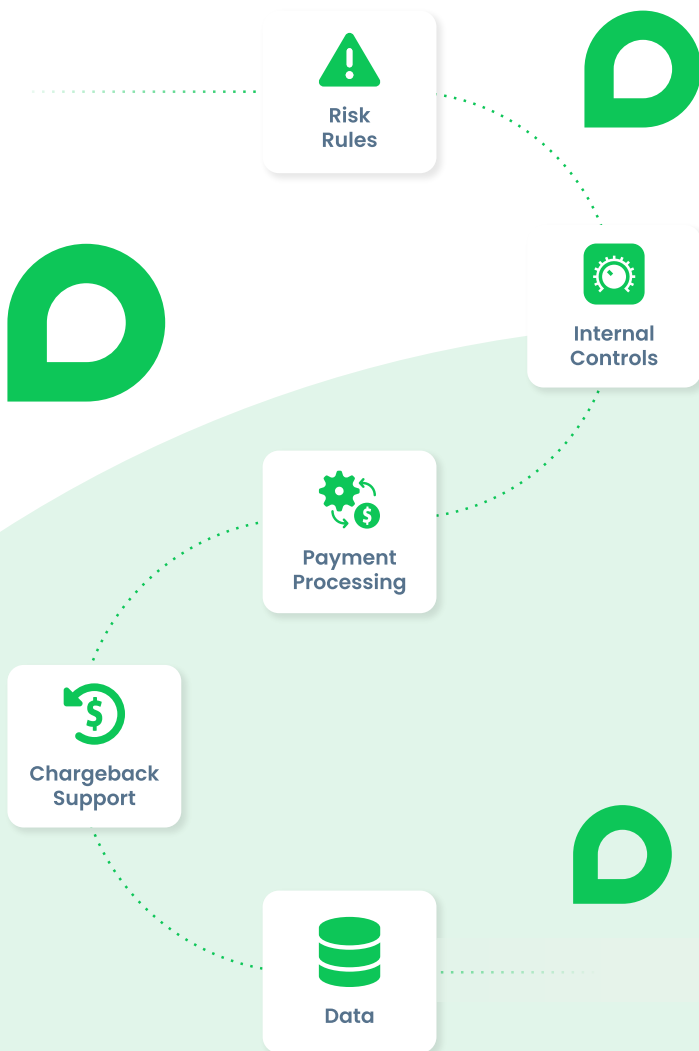 Risk
Rules
Internal
Controls
Payment
Processing
Chargeback
Support
Data